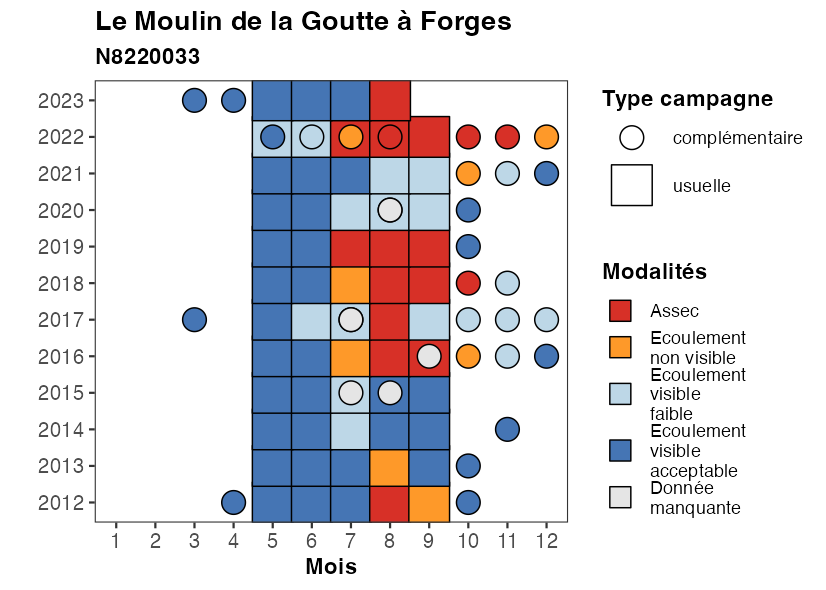 Le Moulin de la Goutte à Forges
N8220033
2023
2022
2021
2020
2019
2018
2017
2016
2015
2014
2013
2012
1 2 3 4 5 6 7 8 9 10 11 12
Mois
Type campagne
complémentaire
usuelle
Modalités
Assec
Ecoulement
non visible
Ecoulement
visible
faible
Ecoulement
visible
acceptable
Donnée
manquante